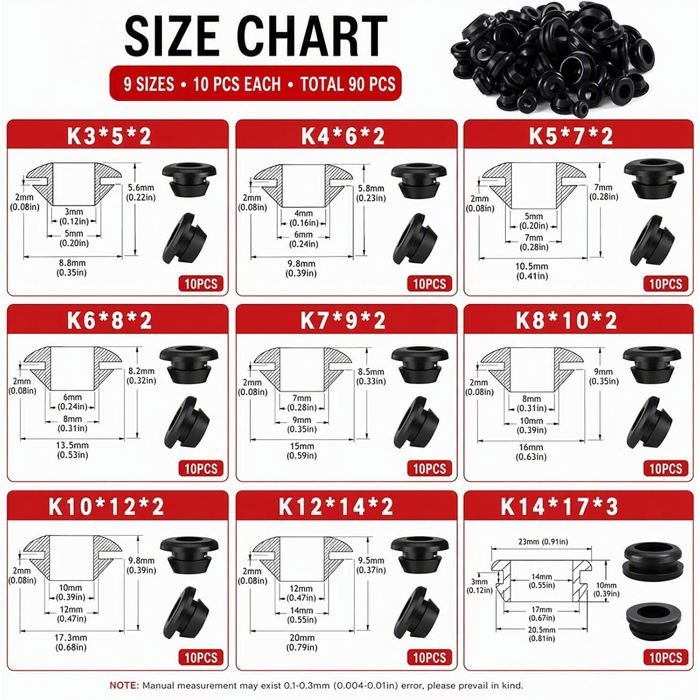 SIZE CHART
9 SIZES • 10 PCS EACH • TOTAL 90 PCS
K3*5*2
2mm
(0.08in)
3mm
(0.12in)
5mm
(0.20in)
8.8mm
(0.35in)
5.6mm
(0.22in)
10PCS
K4*6*2
2mm
(0.08in)
4mm
(0.16in)
6mm
(0.24in)
9.8mm
(0.39in)
5.8mm
(0.23in)
10PCS
K5*7*2
2mm
(0.08in)
5mm
(0.20in)
7mm
(0.28in)
10.5mm
(0.41in)
7mm
(0.28in)
10PCS
K6*8*2
2mm
(0.08in)
6mm
(0.24in)
8mm
(0.31in)
13.5mm
(0.53in)
8.2mm
(0.32in)
10PCS
K7*9*2
2mm
(0.08in)
7mm
(0.28in)
9mm
(0.35in)
15mm
(0.59in)
8.5mm
(0.33in)
10PCS
K8*10*2
2mm
(0.08in)
8mm
(0.31in)
10mm
(0.39in)
16mm
(0.63in)
9mm
(0.35in)
10PCS
K10*12*2
2mm
(0.08in)
10mm
(0.39in)
12mm
(0.47in)
17.3mm
(0.68in)
9.8mm
(0.39in)
10PCS
K12*14*2
2mm
(0.08in)
12mm
(0.47in)
14mm
(0.55in)
20mm
(0.79in)
9.5mm
(0.37in)
10PCS
K14*17*3
23mm (0.91in)
3mm
(0.12in)
14mm
(0.55in)
10mm
(0.39in)
17mm
(0.67in)
20.5mm
(0.81in)
10PCS
NOTE: Manual measurement may exist 0.1-0.3mm (0.004-0.01in) error, please prevail in kind.